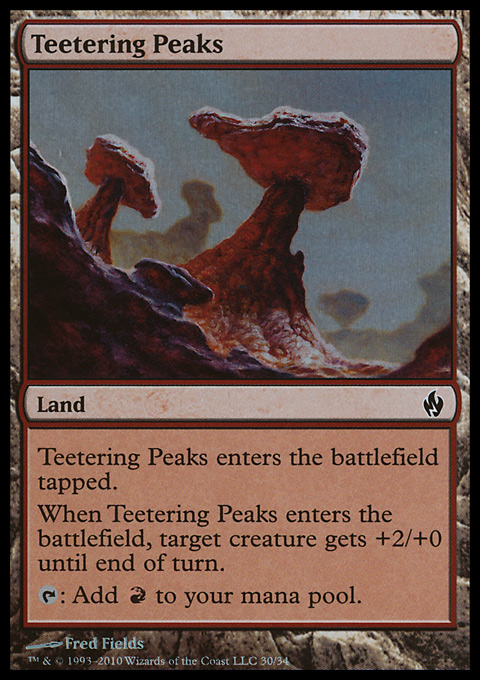 Teetering Peaks
Land
Teetering Peaks enters the battlefield
tapped.
When Teetering Peaks enters the
battlefield, target creature gets +2/+0
until end of turn.
: Add to your mana pool.
Fred Fields
™ & © 1993–2010 Wizards of the Coast LLC 30/34